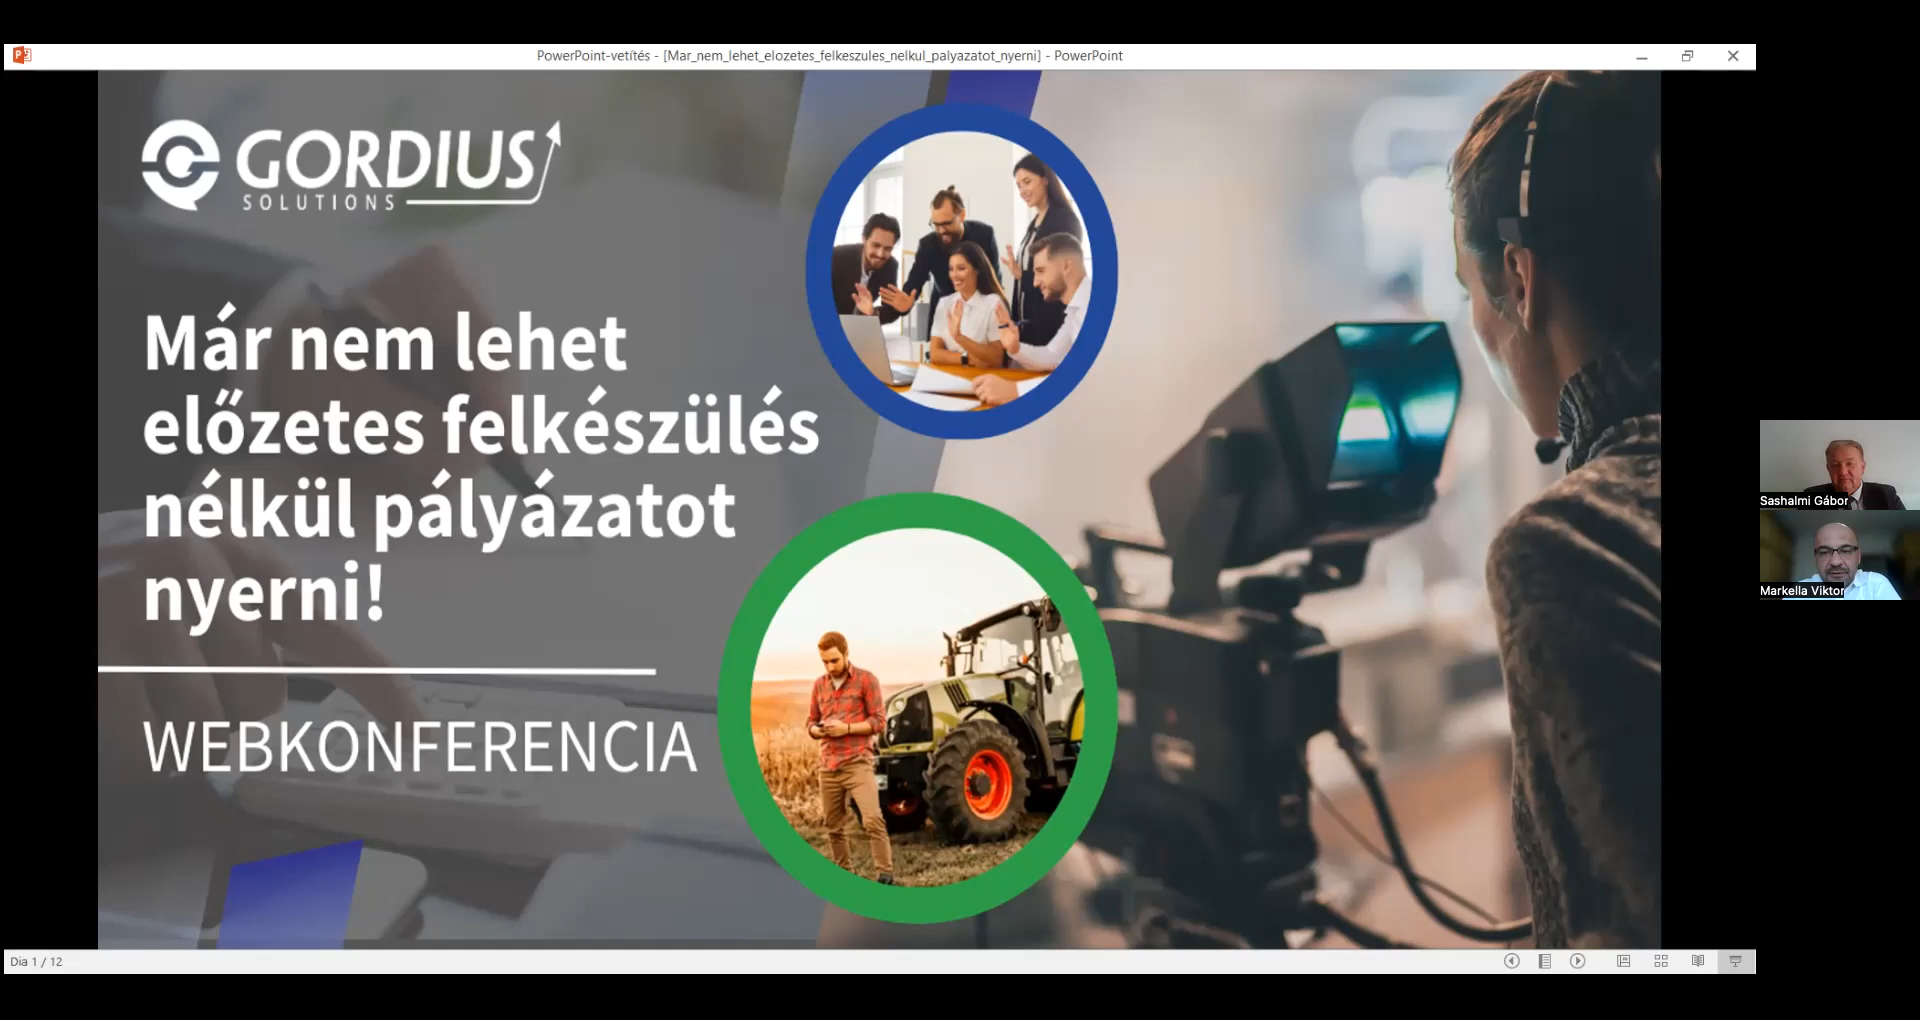 PowerPoint-vetítés - [Mar_nem_lehet_elozetes_felkeszules_nelkul_palyazatot_nyerni] - PowerPoint
GORDIUS
SOLUTIONS
Már nem lehet
előzetes felkészülés
nélkül pályázatot
nyerni!
WEBKONFERENCIA
Sashalmi Gábor
Markella Viktor
Dia 1 / 12